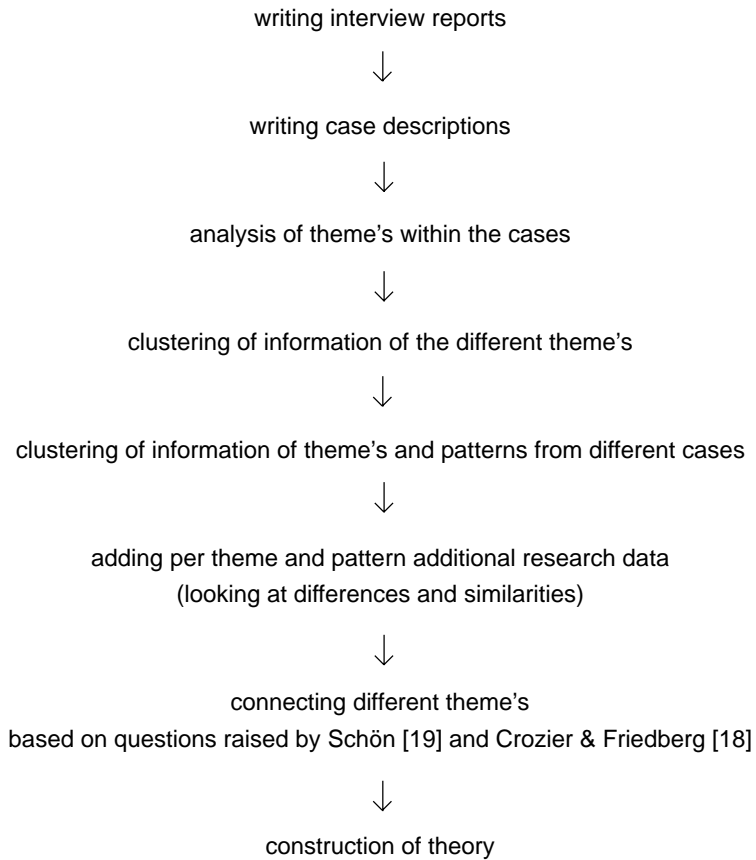 writing interview reports
writing case descriptions
analysis of theme’s within the cases
clustering of information of the different theme’s
clustering of information of theme’s and patterns from different cases
adding per theme and pattern additional research data
(looking at differences and similarities)
connecting different theme’s
based on questions raised by Schön [19] and Crozier & Friedberg [18]
construction of theory